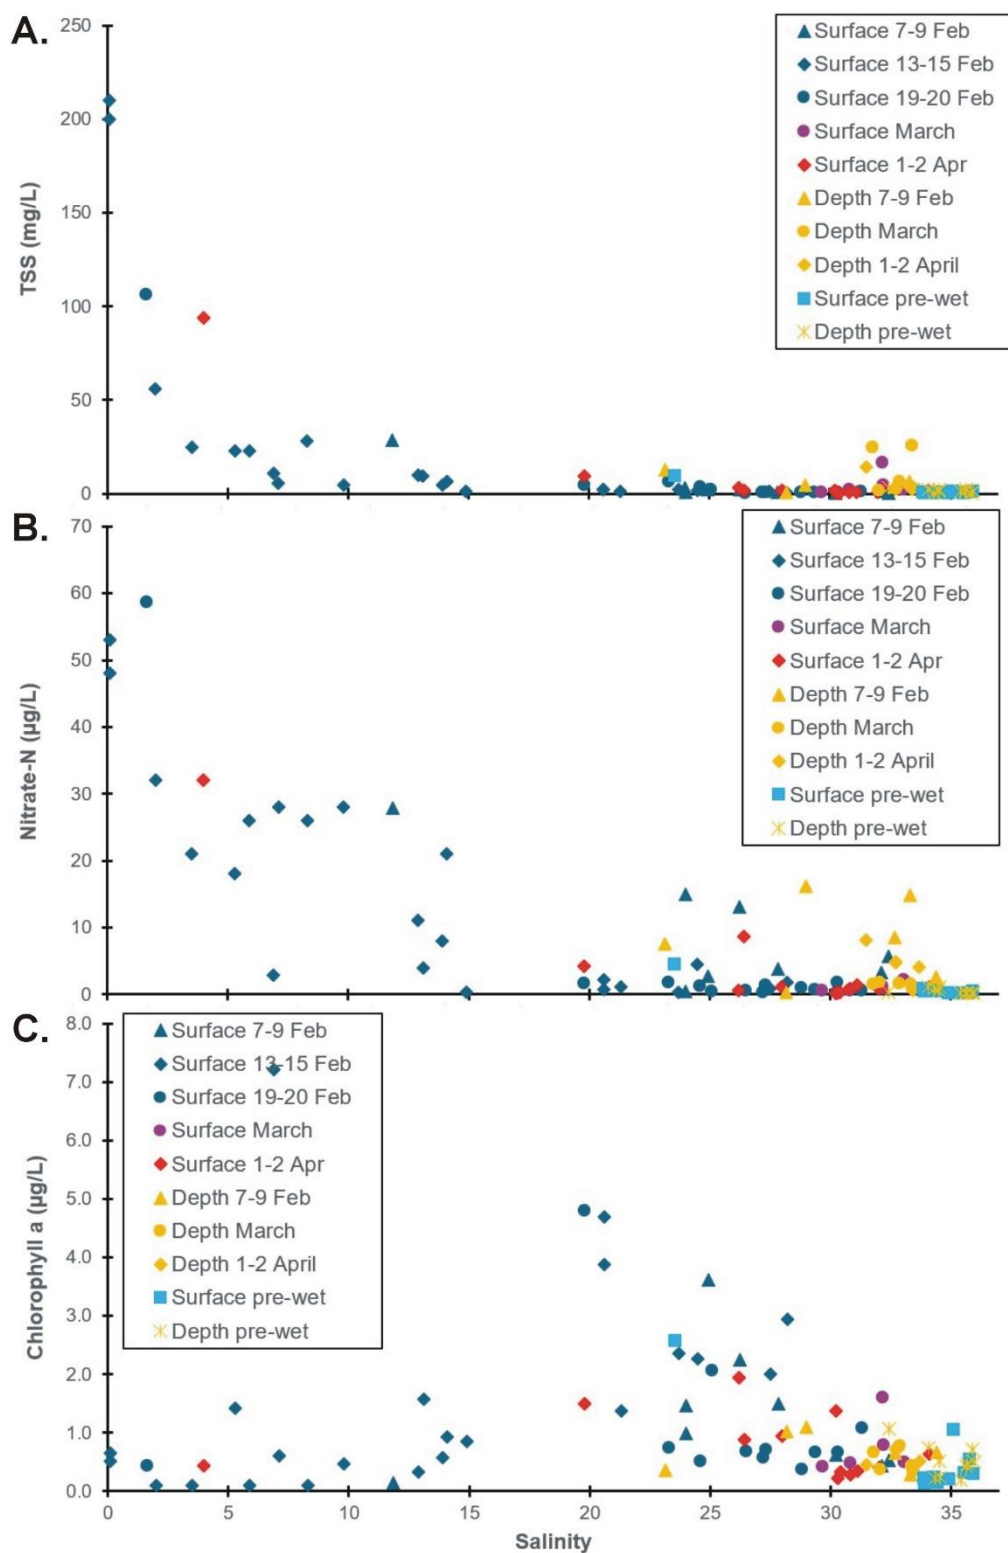 A.
TSS (mg/L)
250
200
150
100
50
0
Surface 7-9 Feb
Surface 13-15 Feb
Surface 19-20 Feb
Surface March
Surface 1-2 Apr
Depth 7-9 Feb
Depth March
Depth 1-2 April
Surface pre-wet
Depth pre-wet
B.
Nitrate-N (µg/L)
70
60
50
40
30
20
10
0
Surface 7-9 Feb
Surface 13-15 Feb
Surface 19-20 Feb
Surface March
Surface 1-2 Apr
Depth 7-9 Feb
Depth March
Depth 1-2 April
Surface pre-wet
Depth pre-wet
C.
Chlorophyll a (µg/L)
8.0
7.0
6.0
5.0
4.0
3.0
2.0
1.0
0.0
Surface 7-9 Feb
Surface 13-15 Feb
Surface 19-20 Feb
Surface March
Surface 1-2 Apr
Depth 7-9 Feb
Depth March
Depth 1-2 April
Surface pre-wet
Depth pre-wet
0 5 10 15 20 25 30 35
Salinity